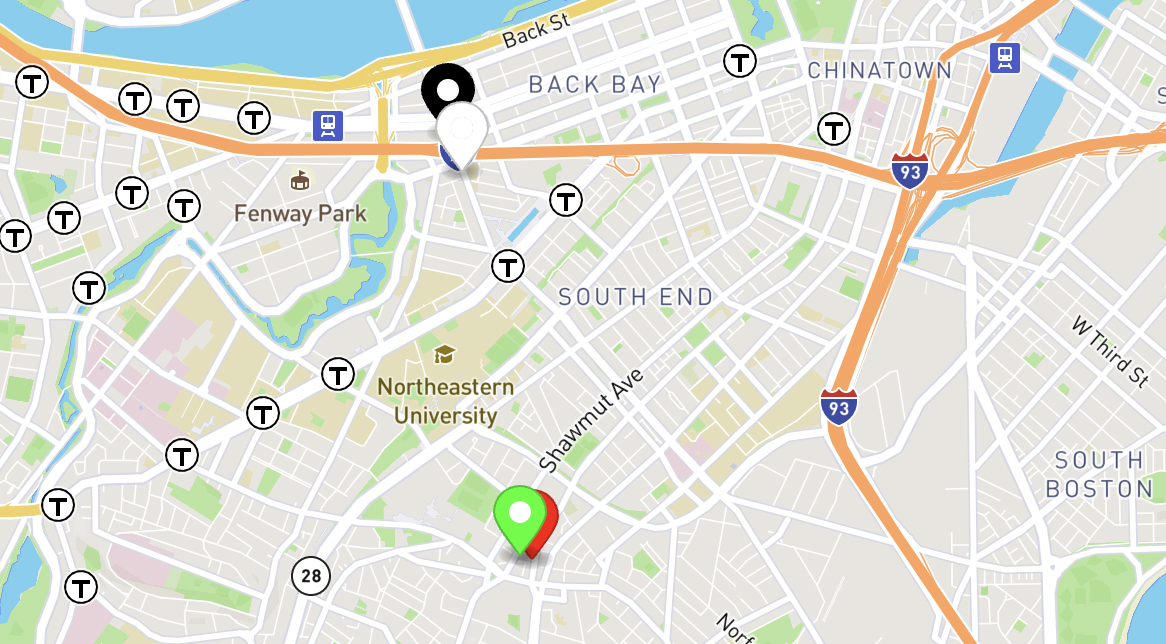 Back St
BACK BAY
T
CHINATOWN
T
T
T
T
T
93
T
T
T
Fenway Park
T
T
T
T
T
SOUTH END
W Third St
Northeastern
University
T
Shawmut Ave
93
T
T
SOUTH
BOSTON
T
28
T
Norf